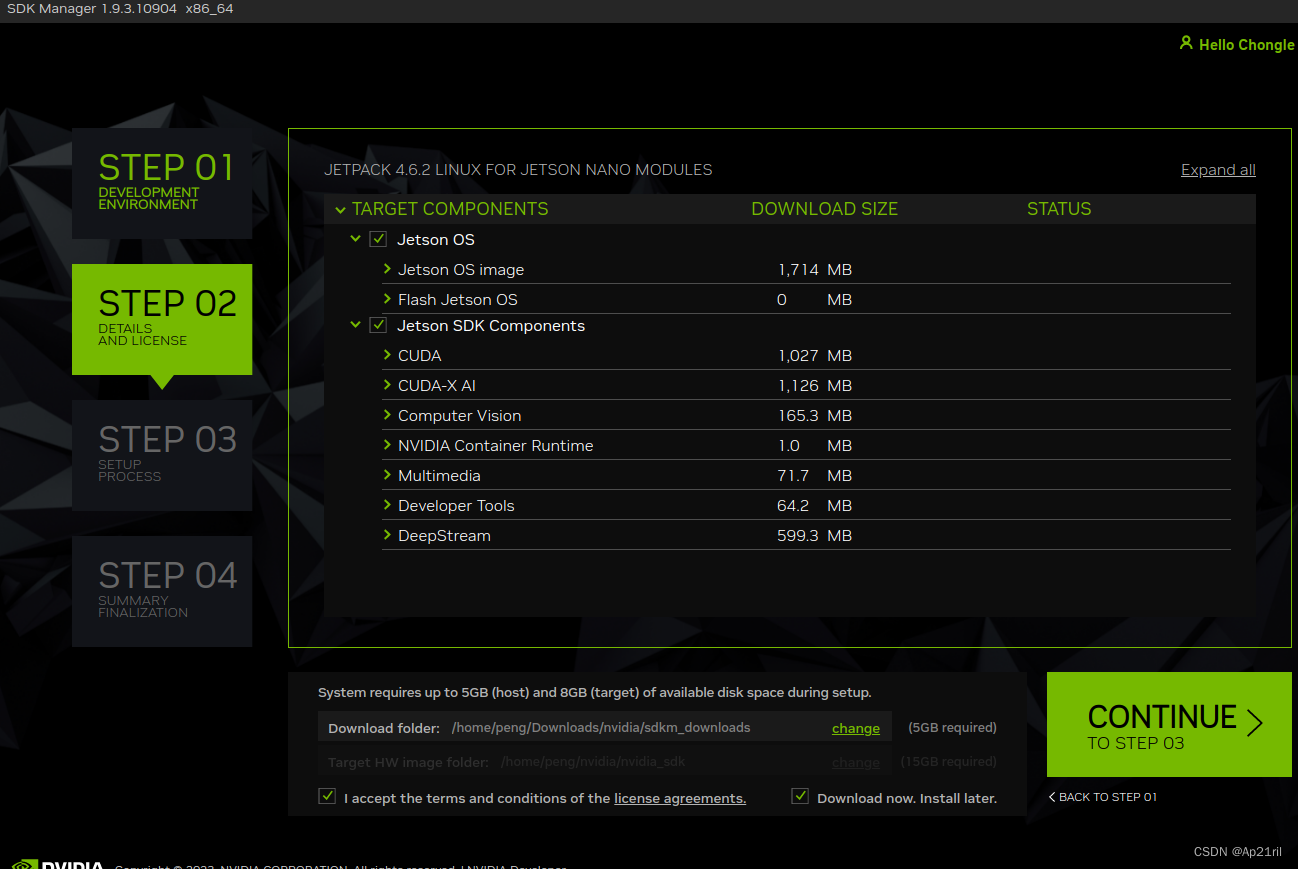 SDK Manager 1.9.3.10904 x86_64
Hello Chongle
STEP 01
DEVELOPMENT
ENVIRONMENT
STEP 02
DETAILS
AND LICENSE
STEP 03
SETUP
PROCESS
STEP 04
SUMMARY
FINALIZATION
JETPACK 4.6.2 LINUX FOR JETSON NANO MODULES
Expand all
TARGET COMPONENTS DOWNLOAD SIZE STATUS
Jetson OS
Jetson OS image 1,714 MB
Flash Jetson OS 0 MB
Jetson SDK Components
CUDA 1,027 MB
CUDA-X AI 1,126 MB
Computer Vision 165.3 MB
NVIDIA Container Runtime 1.0 MB
Multimedia 71.7 MB
Developer Tools 64.2 MB
DeepStream 599.3 MB
System requires up to 5GB (host) and 8GB (target) of available disk space during setup.
Download folder: /home/peng/Downloads/nvidia/sdkm_downloads change (5GB required)
Target HW image folder: /home/peng/nvidia/nvidia_sdk change (15GB required)
I accept the terms and conditions of the license agreements. Download now. Install later.
CONTINUE
TO STEP 03
BACK TO STEP 01
NVIDIA Copyright © 2023, NVIDIA CORPORATION. All rights reserved. | NVIDIA Developer
CSDN @Ap21ril